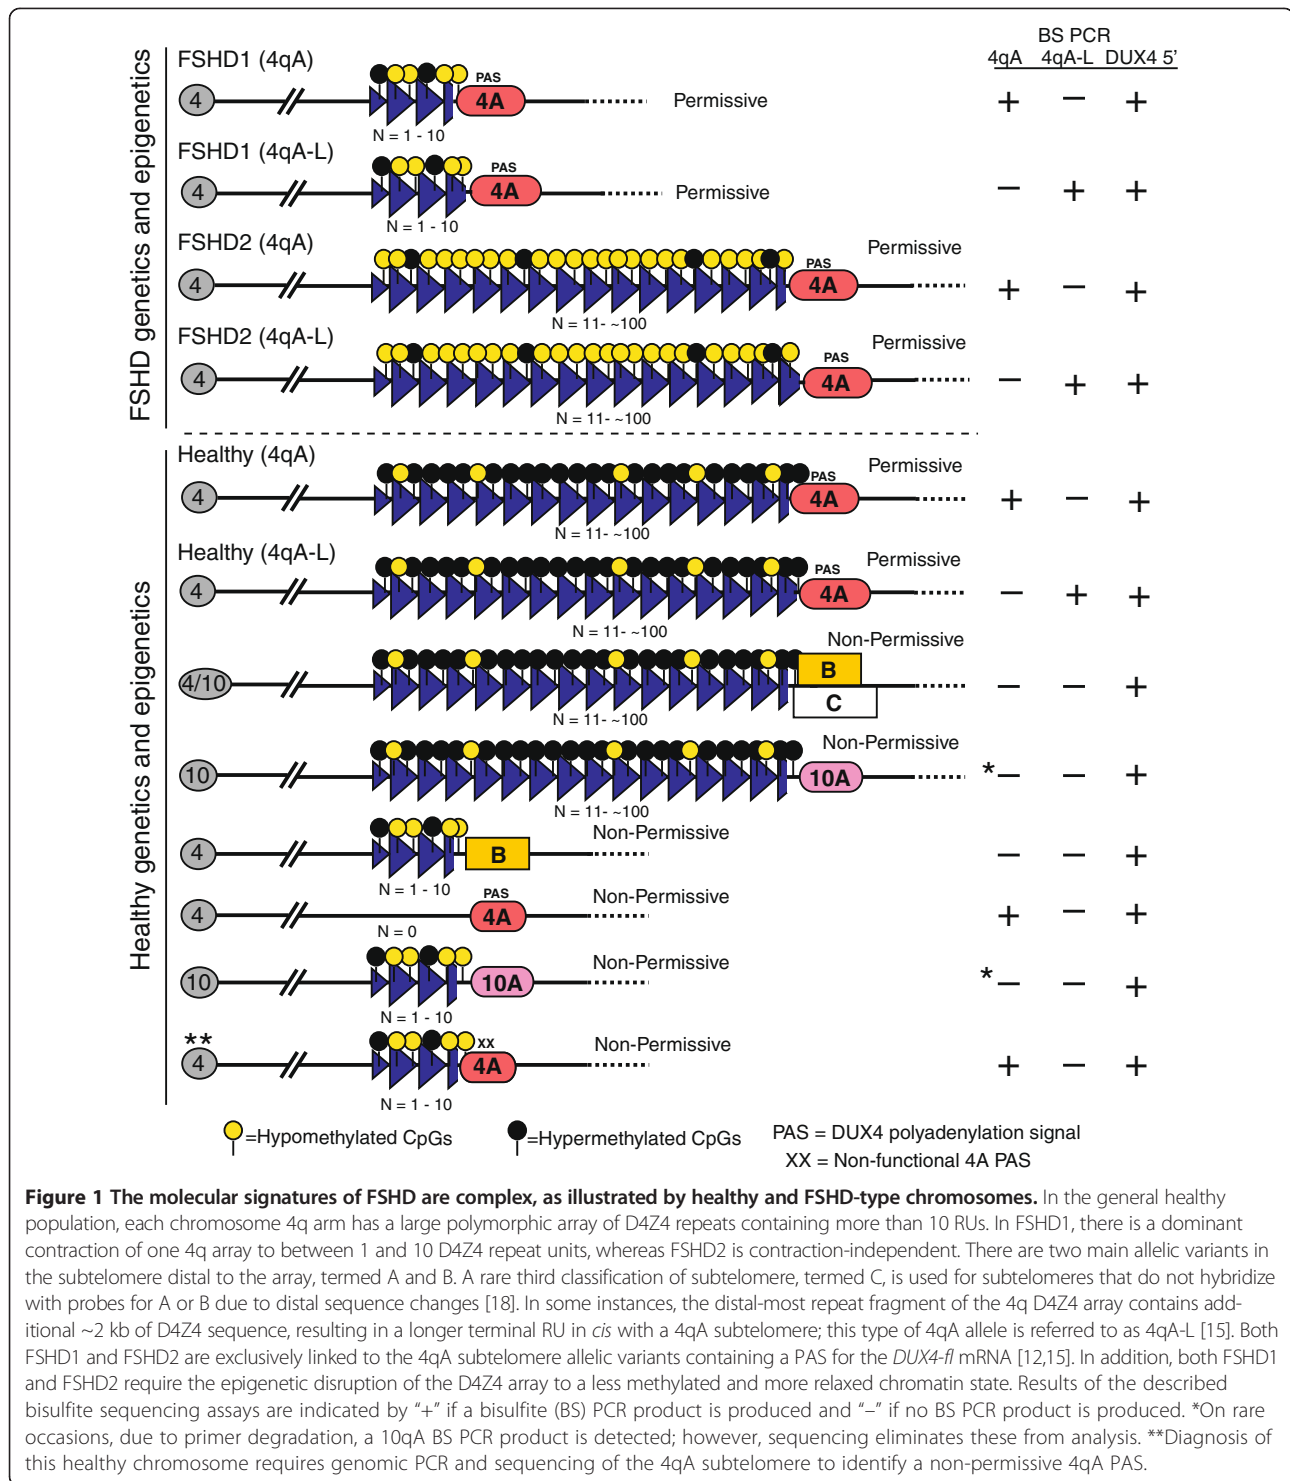 BS PCR
4qA 4qA-L DUX4 5’
FSHD genetics and epigenetics
FSHD1 (4qA)
4 PAS 4A Permissive + – +
N = 1 - 10
FSHD1 (4qA-L)
4 PAS 4A Permissive – + +
N = 1 - 10
FSHD2 (4qA)
Permissive
4 PAS 4A + – +
N = 11- ~100
FSHD2 (4qA-L)
Permissive
4 PAS 4A – + +
N = 11- ~100
Healthy genetics and epigenetics
Healthy (4qA)
Permissive
4 PAS 4A + – +
N = 11- ~100
Healthy (4qA-L)
Permissive
4 PAS 4A – + +
N = 11- ~100
Non-Permissive
4/10 B C – – +
N = 11- ~100
Non-Permissive
10 10A *– – +
N = 11- ~100
Non-Permissive
4 B – – +
N = 1 - 10
PAS Non-Permissive
4 4A + – +
N = 0
Non-Permissive
10 10A *– – +
N = 1 - 10
** XX Non-Permissive
4 4A + – +
N = 1 - 10
=Hypomethylated CpGs =Hypermethylated CpGs PAS = DUX4 polyadenylation signal
XX = Non-functional 4A PAS
Figure 1 The molecular signatures of FSHD are complex, as illustrated by healthy and FSHD-type chromosomes. In the general healthy
population, each chromosome 4q arm has a large polymorphic array of D4Z4 repeats containing more than 10 RUs. In FSHD1, there is a dominant
contraction of one 4q array to between 1 and 10 D4Z4 repeat units, whereas FSHD2 is contraction-independent. There are two main allelic variants in
the subtelomere distal to the array, termed A and B. A rare third classification of subtelomere, termed C, is used for subtelomeres that do not hybridize
with probes for A or B due to distal sequence changes [18]. In some instances, the distal-most repeat fragment of the 4q D4Z4 array contains add-
itional ~2 kb of D4Z4 sequence, resulting in a longer terminal RU in cis with a 4qA subtelomere; this type of 4qA allele is referred to as 4qA-L [15]. Both
FSHD1 and FSHD2 are exclusively linked to the 4qA subtelomere allelic variants containing a PAS for the DUX4-fl mRNA [12,15]. In addition, both FSHD1
and FSHD2 require the epigenetic disruption of the D4Z4 array to a less methylated and more relaxed chromatin state. Results of the described
bisulfite sequencing assays are indicated by “+” if a bisulfite (BS) PCR product is produced and “–” if no BS PCR product is produced. *On rare
occasions, due to primer degradation, a 10qA BS PCR product is detected; however, sequencing eliminates these from analysis. **Diagnosis of
this healthy chromosome requires genomic PCR and sequencing of the 4qA subtelomere to identify a non-permissive 4qA PAS.